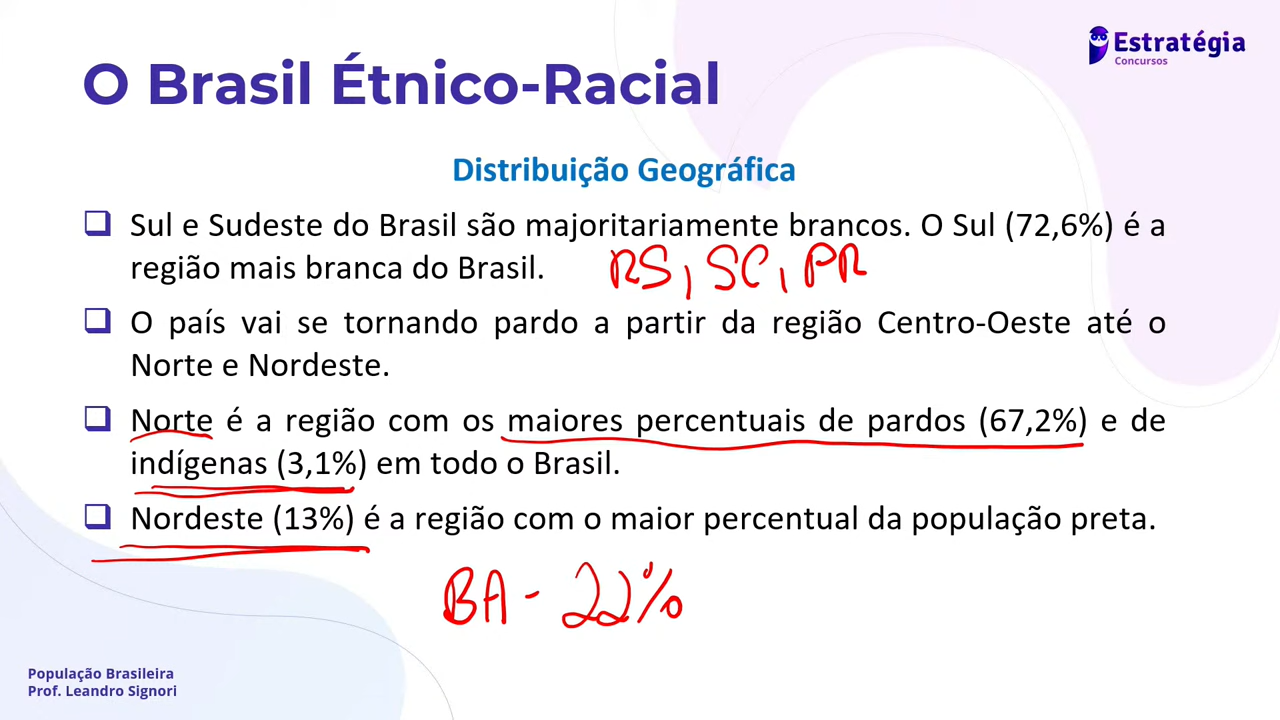 Estratégia
Concursos
O Brasil Étnico-Racial
Distribuição Geográfica
Sul e Sudeste do Brasil são majoritariamente brancos. O Sul (72,6%) é a
região mais branca do Brasil.
RS, SC, PR
O país vai se tornando pardo a partir da região Centro-Oeste até o
Norte e Nordeste.
Norte é a região com os maiores percentuais de pardos (67,2%) e de
indígenas (3,1%) em todo o Brasil.
Nordeste (13%) é a região com o maior percentual da população preta.
BA - 22%
População Brasileira
Prof. Leandro Signori